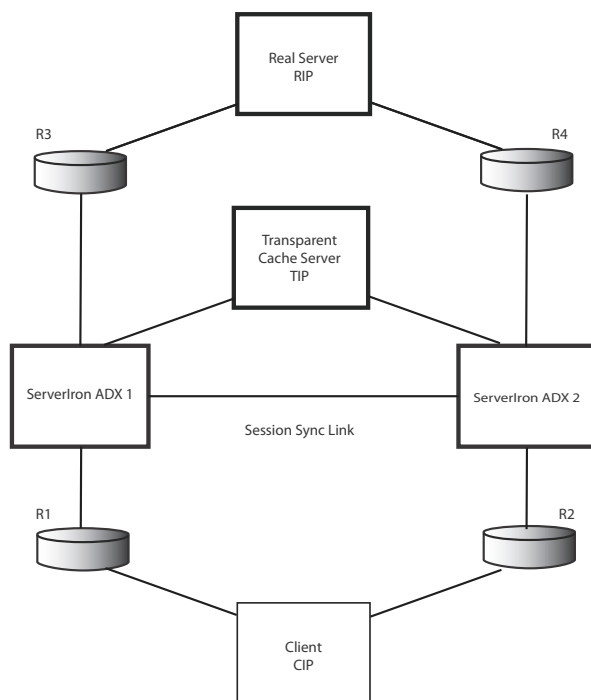 Real Server
RIP
R3
R4
Transparent
Cache Server
TIP
ServerIron ADX 1
ServerIron ADX 2
Session Sync Link
R1
R2
Client
CIP